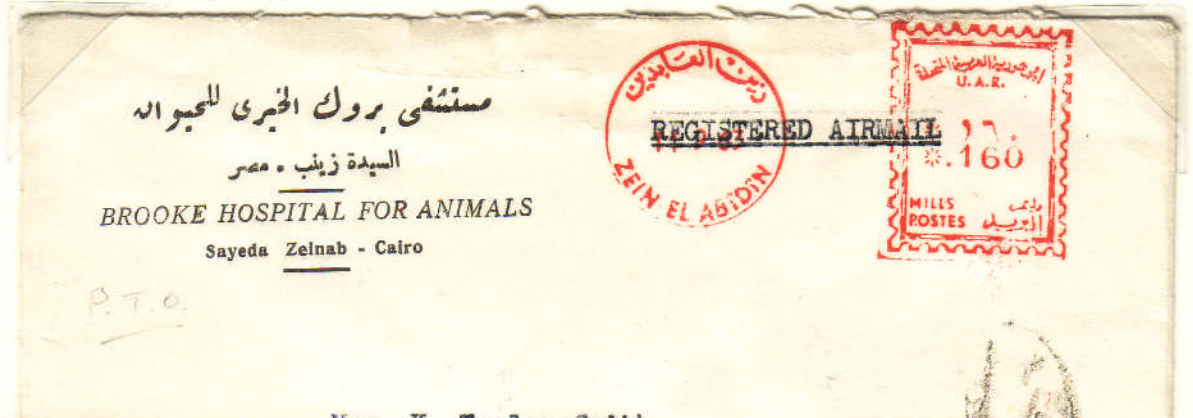 مستشفى بروك الخيرى للحيوان
السيدة زينب - مصر
BROOKE HOSPITAL FOR ANIMALS
Sayeda Zeinab - Cairo
P.T.O.
زين العابدين
ZEIN EL ABIDIN
REGISTERED AIRMAIL
الجمهورية العربية المتحدة
U.A.R.
١٦٠
.160
MILLS
POSTES
مليم
البريد